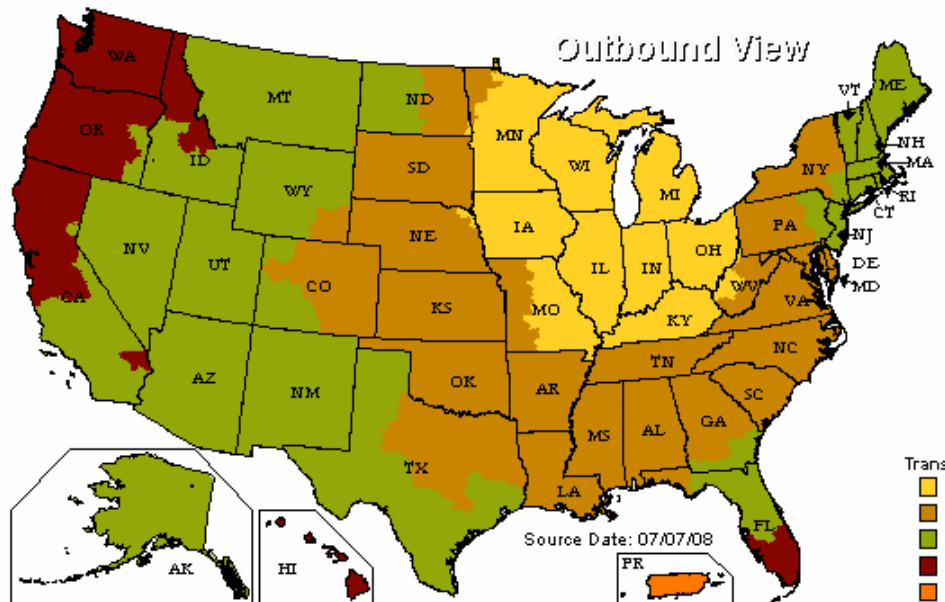 Outbound View
WA
MT
ND
MN
VT
ME
OR
ID
SD
WI
MI
NY
NH
MA
WY
RI
CT
NE
IA
PA
NJ
NV
UT
CO
IL
IN
OH
DE
MD
CA
KS
MO
WV
VA
KY
AZ
NM
OK
AR
TN
NC
SC
MS
AL
GA
TX
LA
FL
Trans
Source Date: 07/07/08
AK
HI
PR